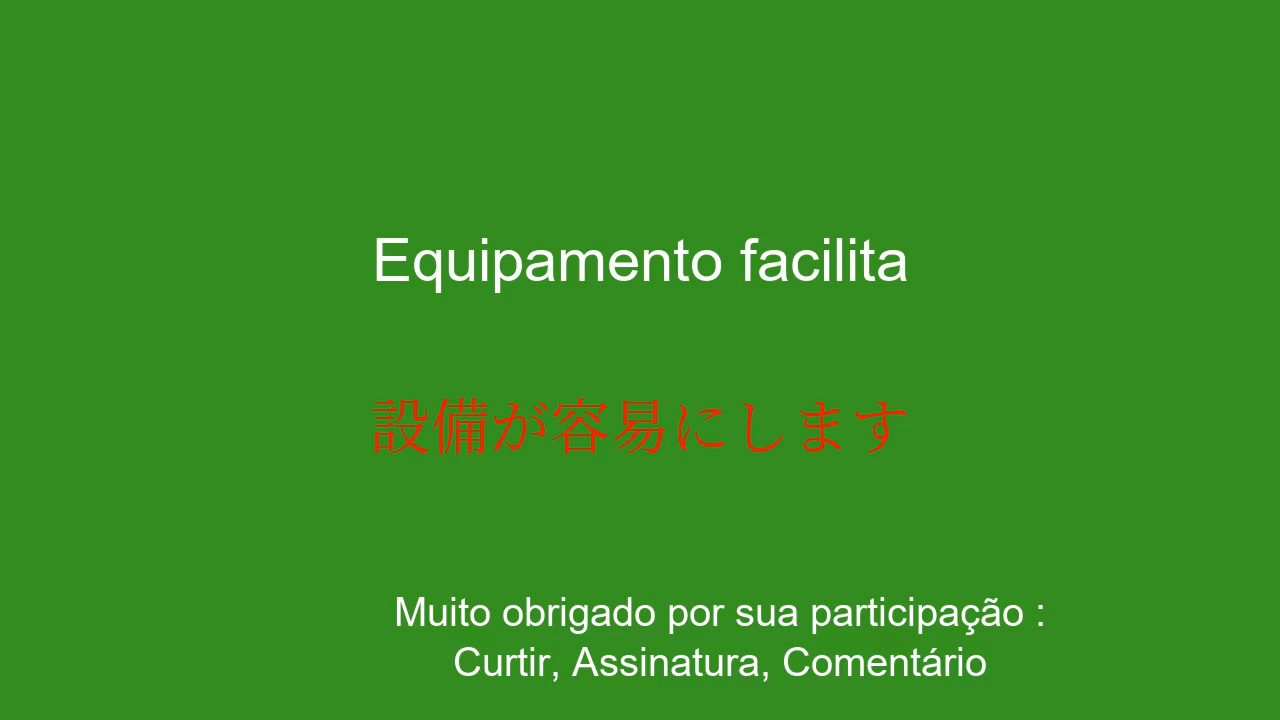 Equipamento facilita
設備が容易にします
Muito obrigado por sua participação :
Curtir, Assinatura, Comentário